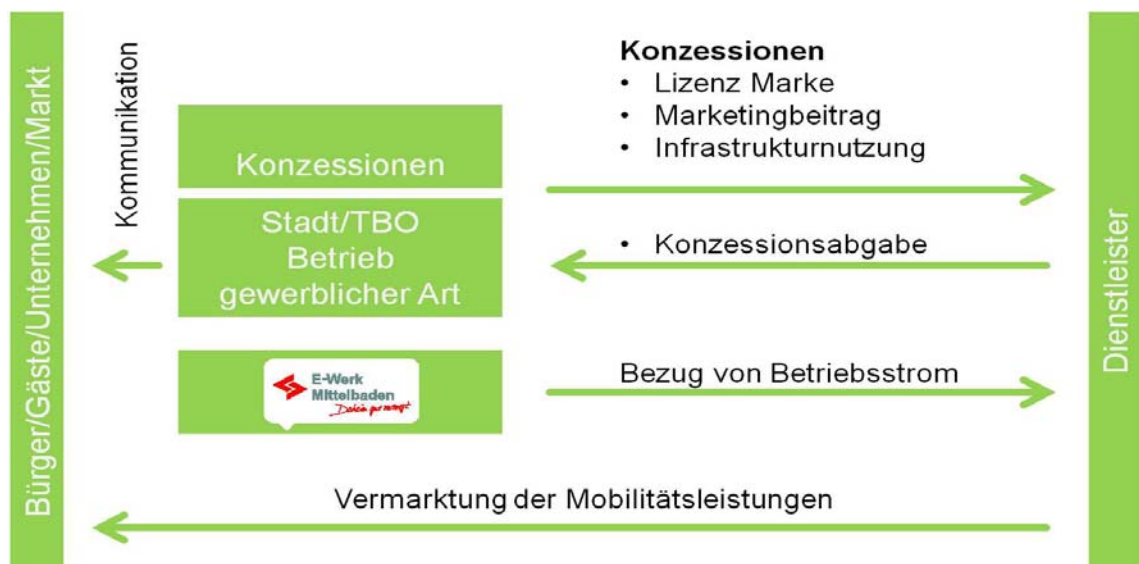 Bürger/Gäste/Unternehmen/Markt
Kommunikation
Konzessionen
Stadt/TBO
Betrieb
gewerblicher Art
E-Werk
Mittelbaden
Konzessionen
• Lizenz Marke
• Marketingbeitrag
• Infrastrukturnutzung
• Konzessionsabgabe
Bezug von Betriebsstrom
Vermarktung der Mobilitätsleistungen
Dienstleister